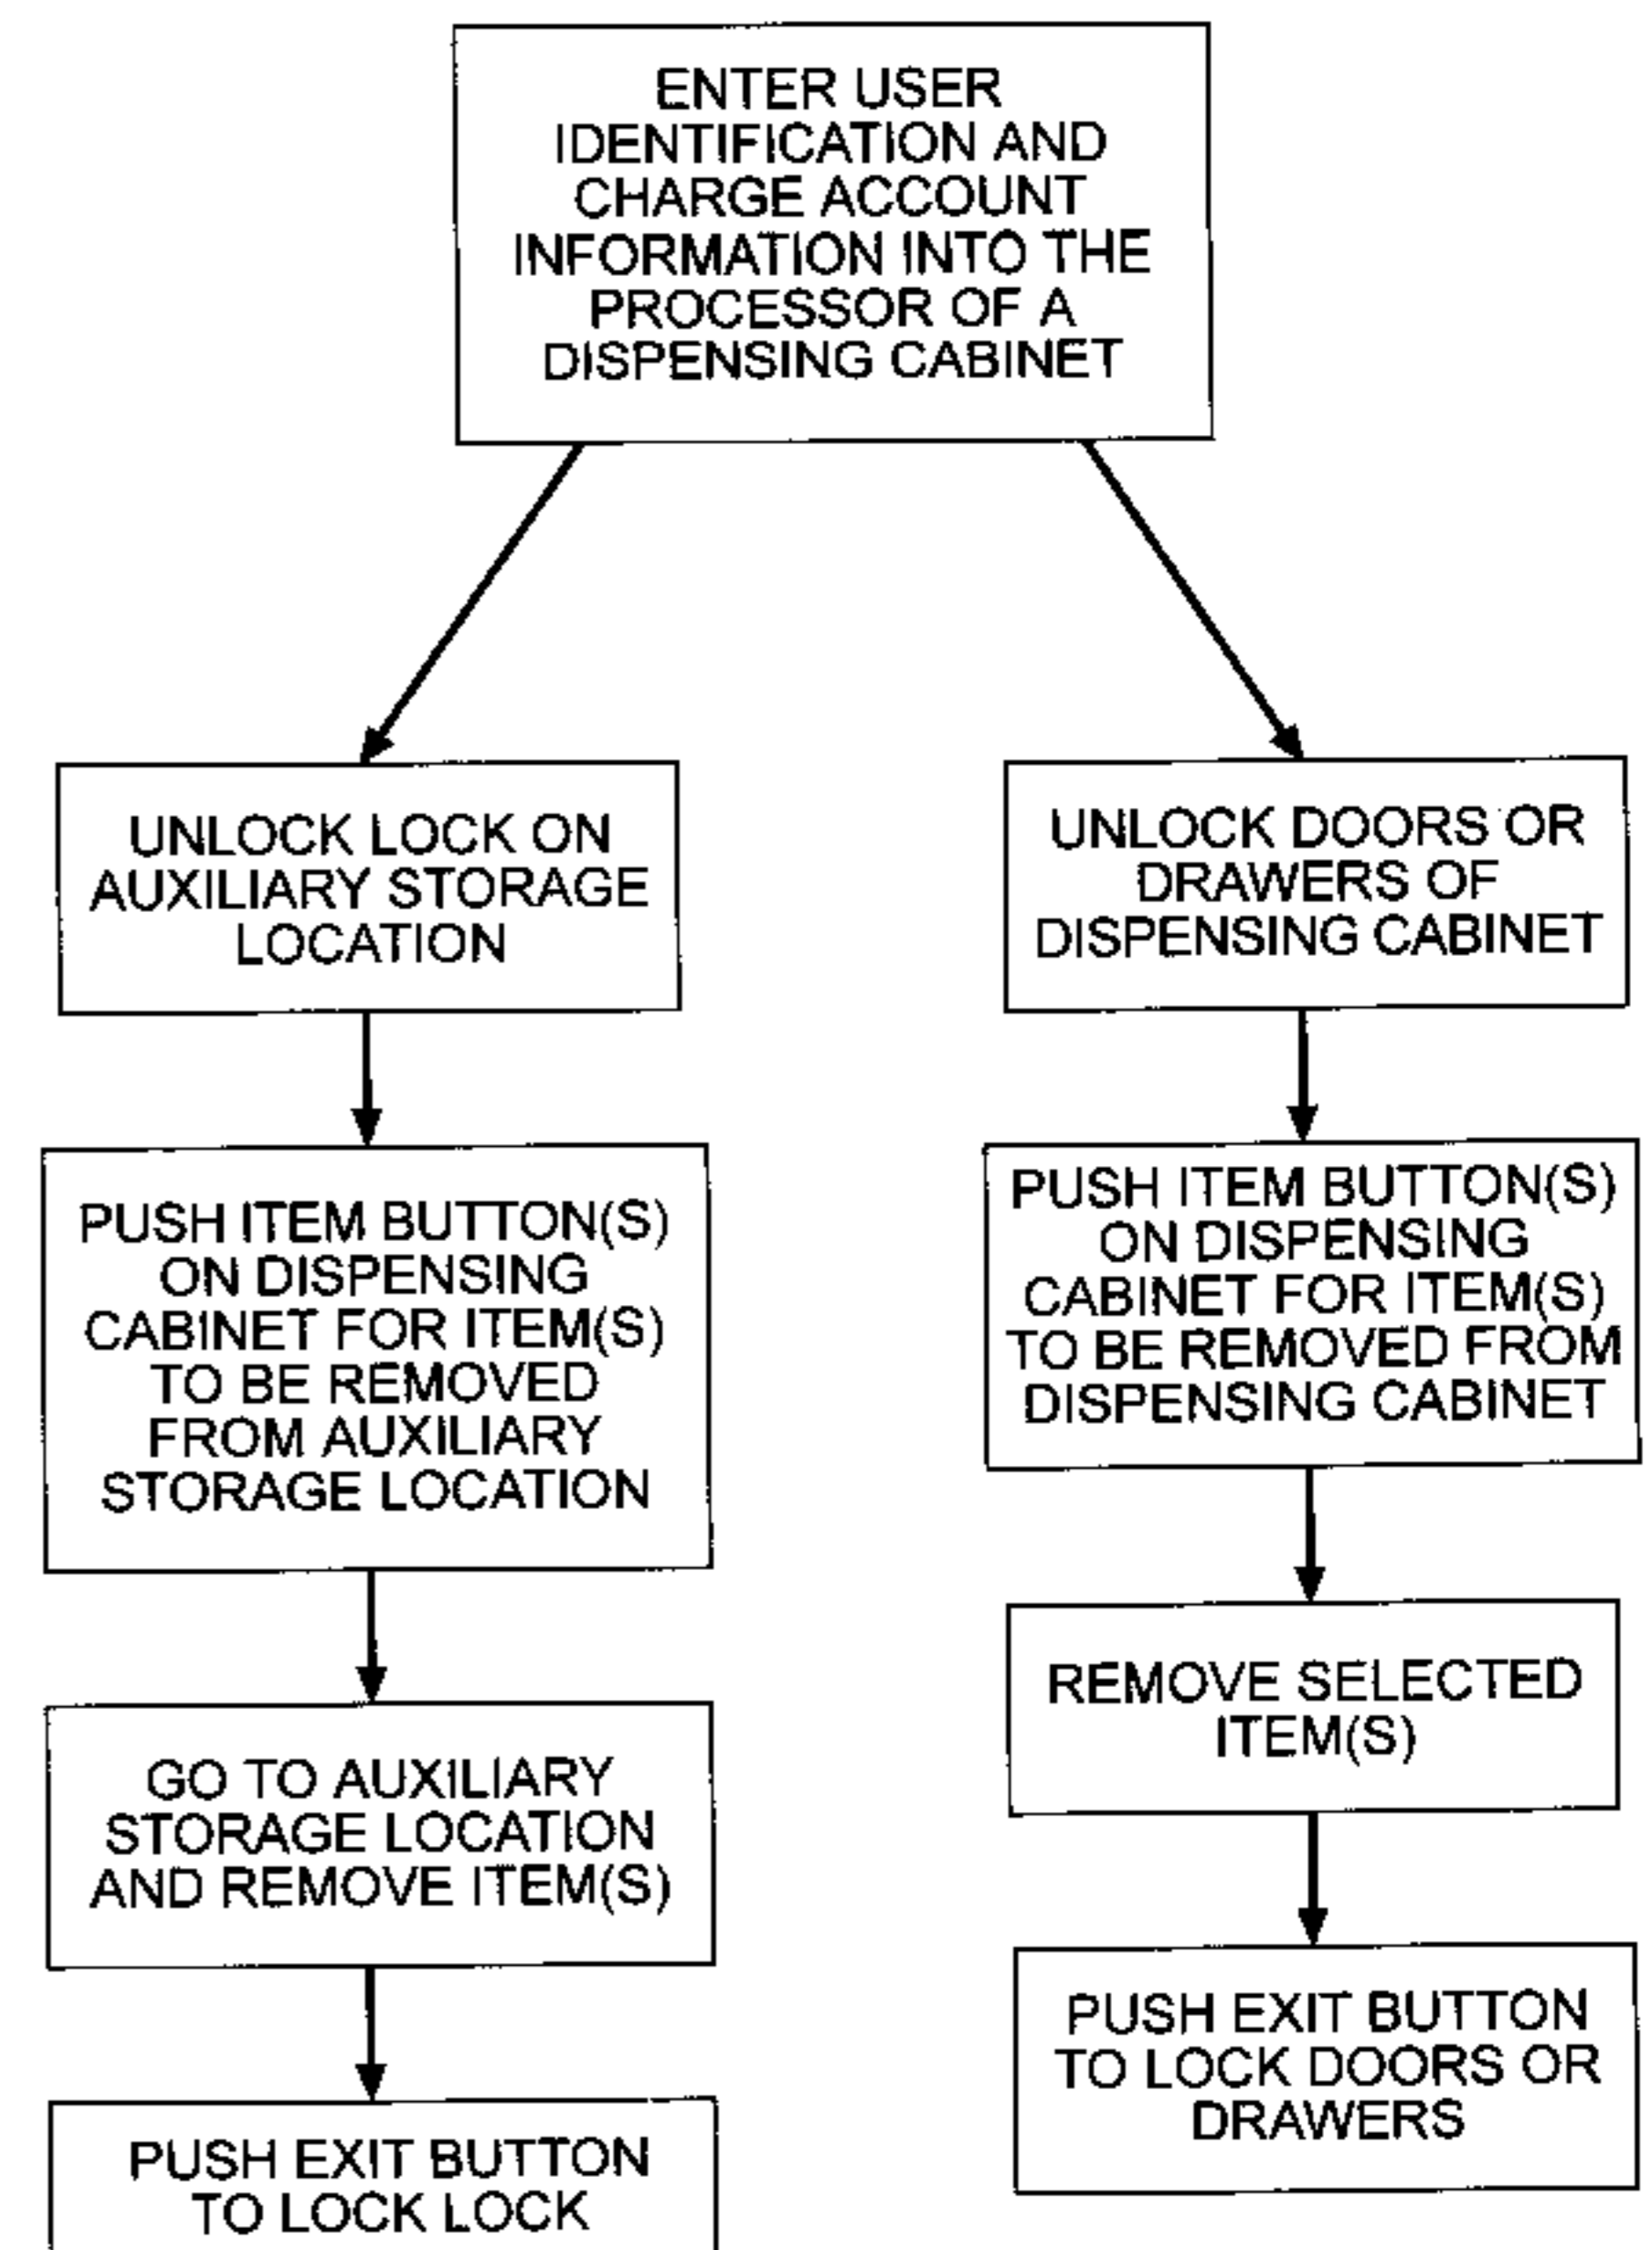 ENTER USER
IDENTIFICATION AND
CHARGE ACCOUNT
INFORMATION INTO THE
PROCESSOR OF A
DISPENSING CABINET
UNLOCK LOCK ON
AUXILIARY STORAGE
LOCATION
PUSH ITEM BUTTON(S)
ON DISPENSING
CABINET FOR ITEM(S)
TO BE REMOVED
FROM AUXILIARY
STORAGE LOCATION
GO TO AUXILIARY
STORAGE LOCATION
AND REMOVE ITEM(S)
PUSH EXIT BUTTON
TO LOCK LOCK
UNLOCK DOORS OR
DRAWERS OF
DISPENSING CABINET
PUSH ITEM BUTTON(S)
ON DISPENSING
CABINET FOR ITEM(S)
TO BE REMOVED FROM
DISPENSING CABINET
REMOVE SELECTED
ITEM(S)
PUSH EXIT BUTTON
TO LOCK DOORS OR
DRAWERS